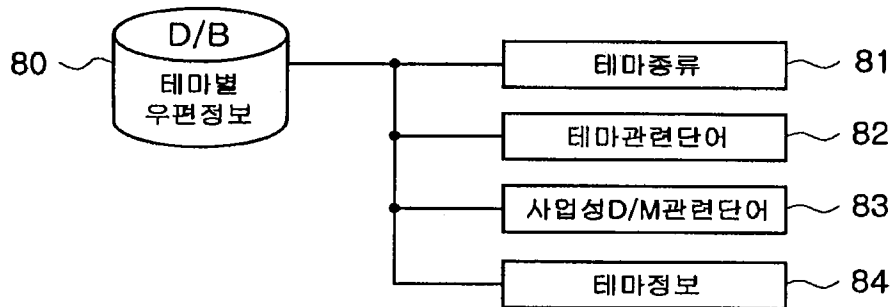 D/B
80
테마별
우편정보
테마종류
81
테마관련단어
82
사업성D/M관련단어
83
테마정보
84